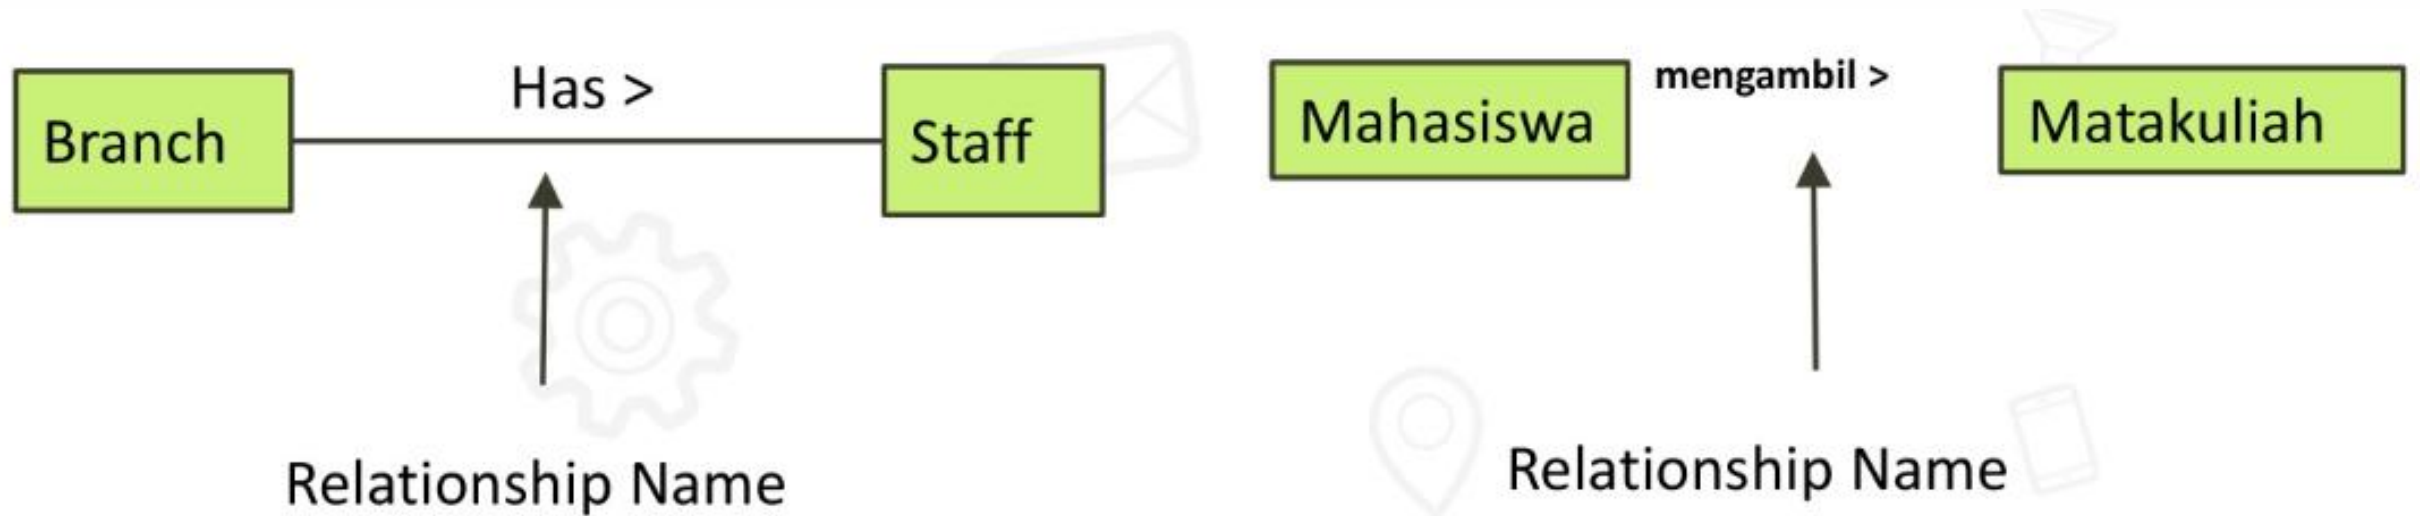 Branch
Has >
Staff
Relationship Name
Mahasiswa
mengambil >
Matakuliah
Relationship Name